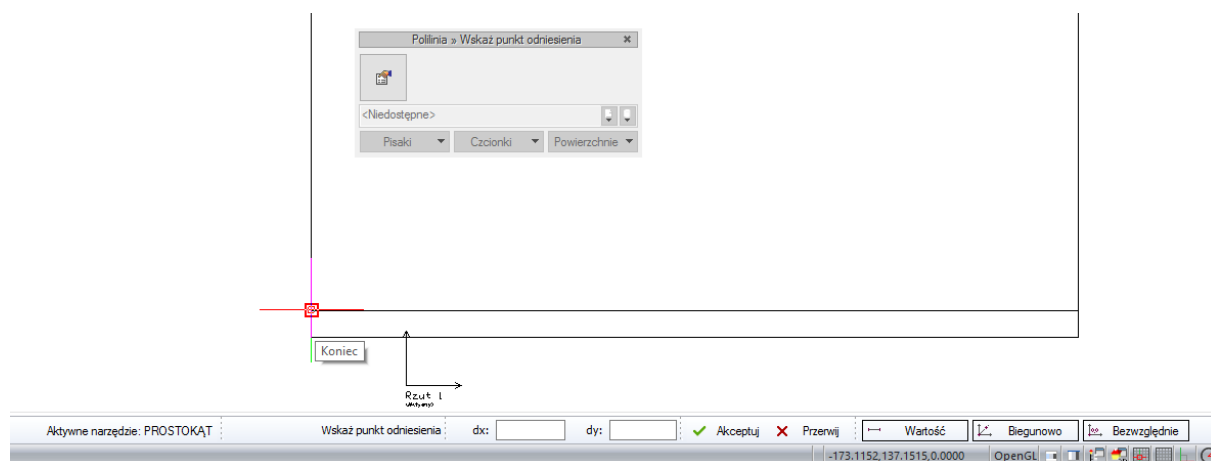 Polilinia » Wskaż punkt odniesienia
<Niedostępne>
Pisaki Czcionki Powierzchnie
Koniec
Rzut 1
(Aktywny)
Aktywne narzędzie: PROSTOKĄT Wskaż punkt odniesienia dx: dy: Akceptuj Przerwij Wartość Biegunowo Bezwzględnie
-173.1152,137.1515,0.0000 OpenGL